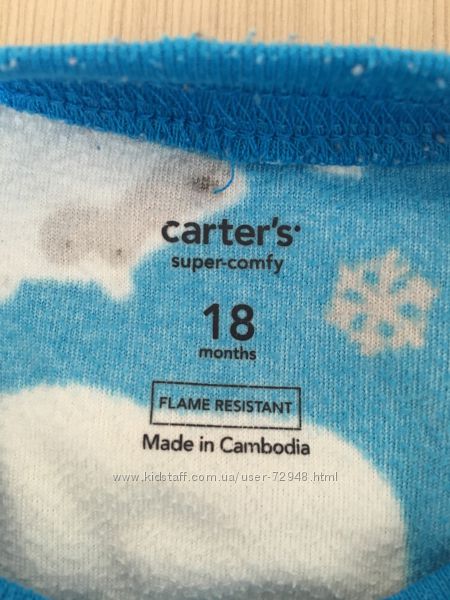 carter's
super-comfy
18
months
FLAME RESISTANT
Made in Cambodia
www.kidstaff.com.ua/user-72948.html